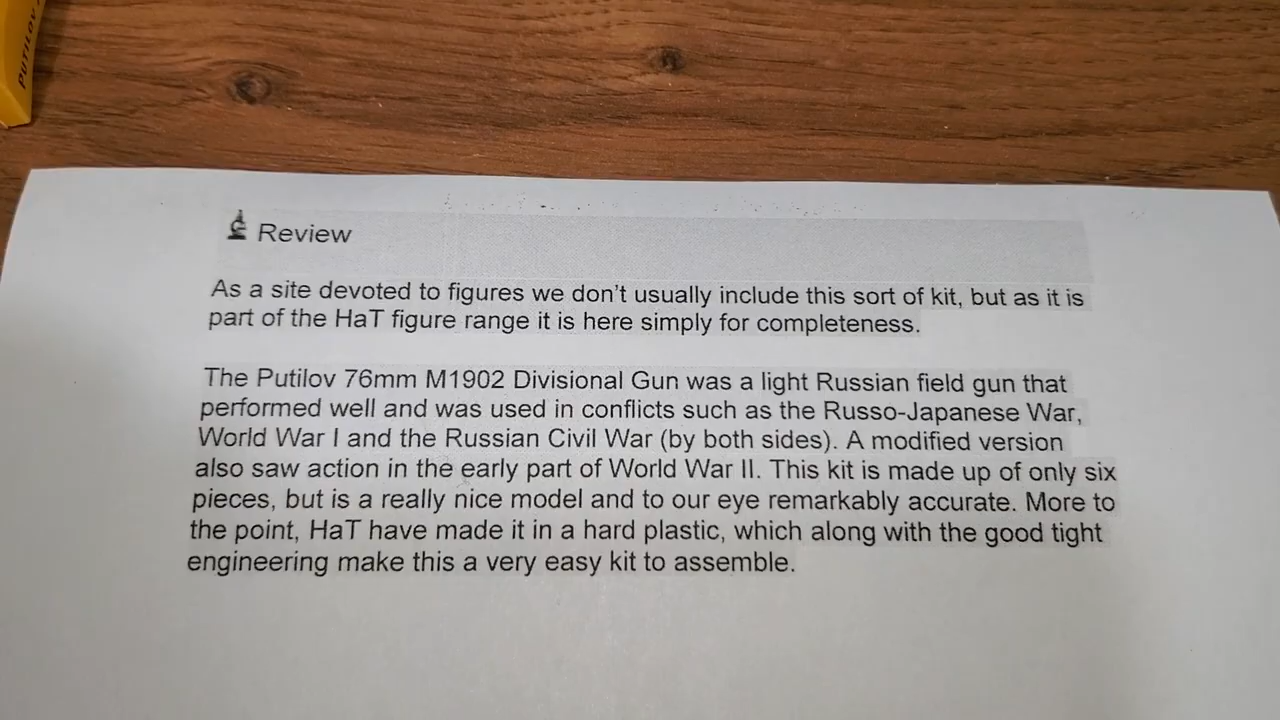 PUTILOV
Review
As a site devoted to figures we don't usually include this sort of kit, but as it is
part of the HaT figure range it is here simply for completeness.
The Putilov 76mm M1902 Divisional Gun was a light Russian field gun that
performed well and was used in conflicts such as the Russo-Japanese War,
World War I and the Russian Civil War (by both sides). A modified version
also saw action in the early part of World War II. This kit is made up of only six
pieces, but is a really nice model and to our eye remarkably accurate. More to
the point, HaT have made it in a hard plastic, which along with the good tight
engineering make this a very easy kit to assemble.